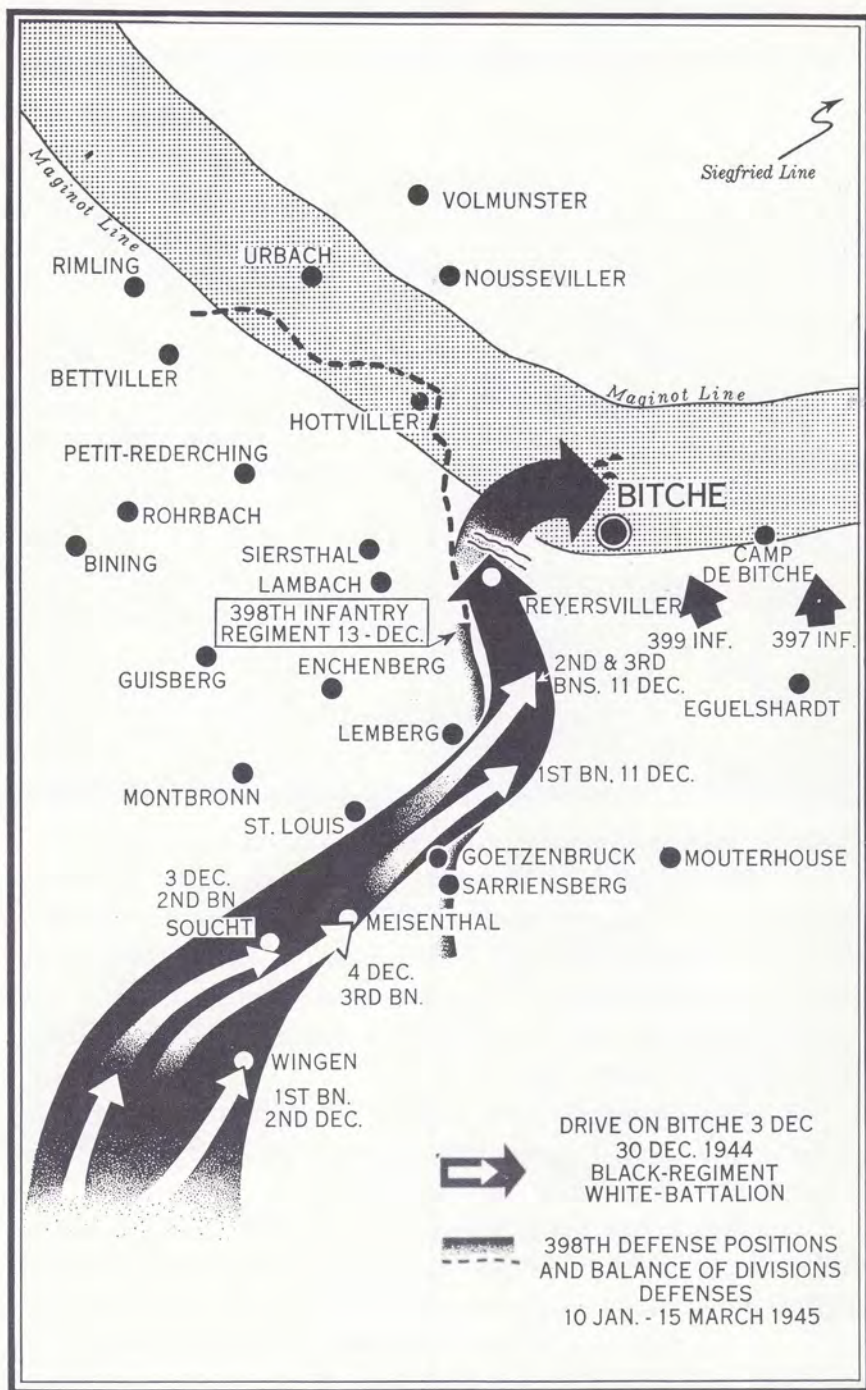 Siegfried Line
Maginot Line
VOLMUNSTER
URBACH
RIMLING
NOUSSEVILLER
BETTVILLER
Maginot Line
HOTTVILLER
PETIT-REDERCHING
BITCHE
ROHRBACH
BINING
SIERSTHAL
CAMP
DE BITCHE
LAMBACH
REYERSVILLER
398TH INFANTRY
REGIMENT 13 - DEC.
399 INF.
397 INF.
GUISBERG
ENCHENBERG
2ND & 3RD
BNS. 11 DEC.
EGUELSHARDT
LEMBERG
MONTBRONN
1ST BN, 11 DEC.
ST. LOUIS
GOETZENBRUCK
MOUTERHOUSE
SARRIENSBERG
3 DEC.
2ND BN
SOUCHT
MEISENTHAL
4 DEC.
3RD BN.
WINGEN
1ST BN.
2ND DEC.
DRIVE ON BITCHE 3 DEC
30 DEC. 1944
BLACK-REGIMENT
WHITE-BATTALION
398TH DEFENSE POSITIONS
AND BALANCE OF DIVISIONS
DEFENSES
10 JAN. - 15 MARCH 1945